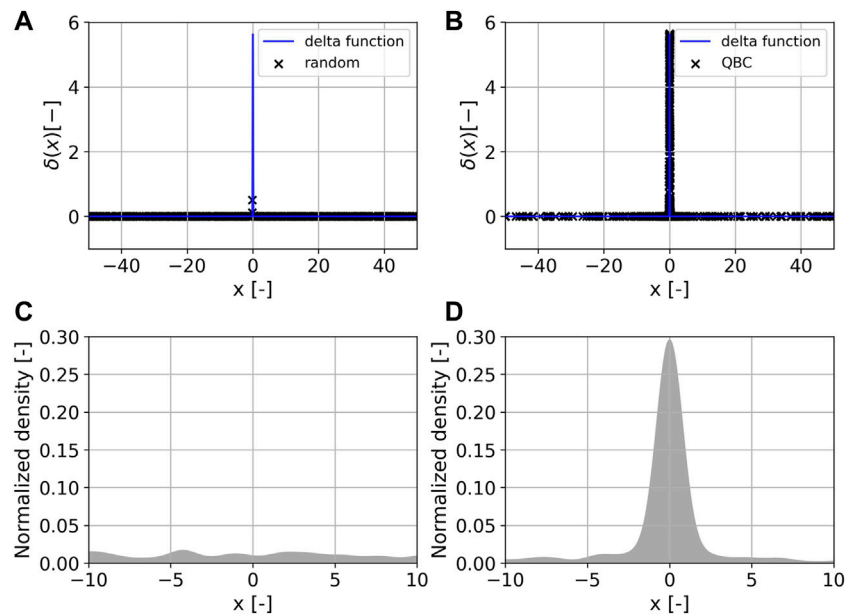 A
6
4
2
0
δ(x)[−]
delta function
random
−40 −20 0 20 40
x [-]
B
6
4
2
0
delta function
QBC
−40 −20 0 20 40
x [-]
C
0.30
0.25
0.20
0.15
0.10
0.05
0.00
Normalized density [-]
−10 −5 0 5 10
x [-]
D
0.30
0.25
0.20
0.15
0.10
0.05
0.00
Normalized density [-]
−10 −5 0 5 10
x [-]